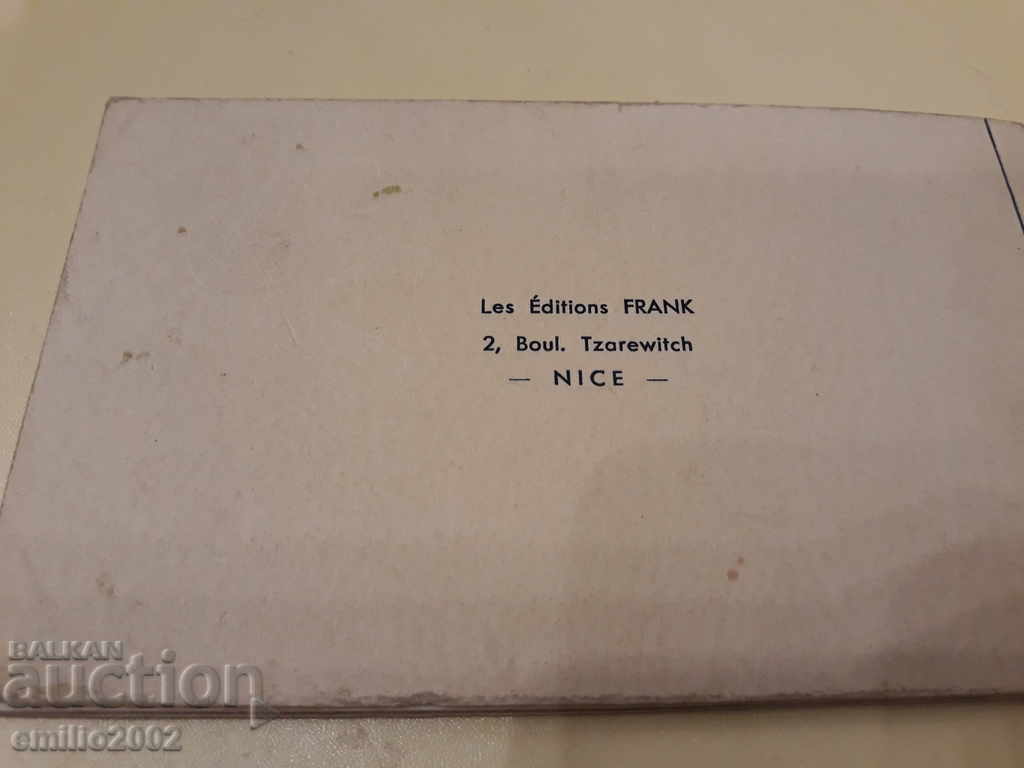 Les Éditions FRANK
2, Boul. Tzarewitch
— NICE —
BALKAN
auction
emilio2002